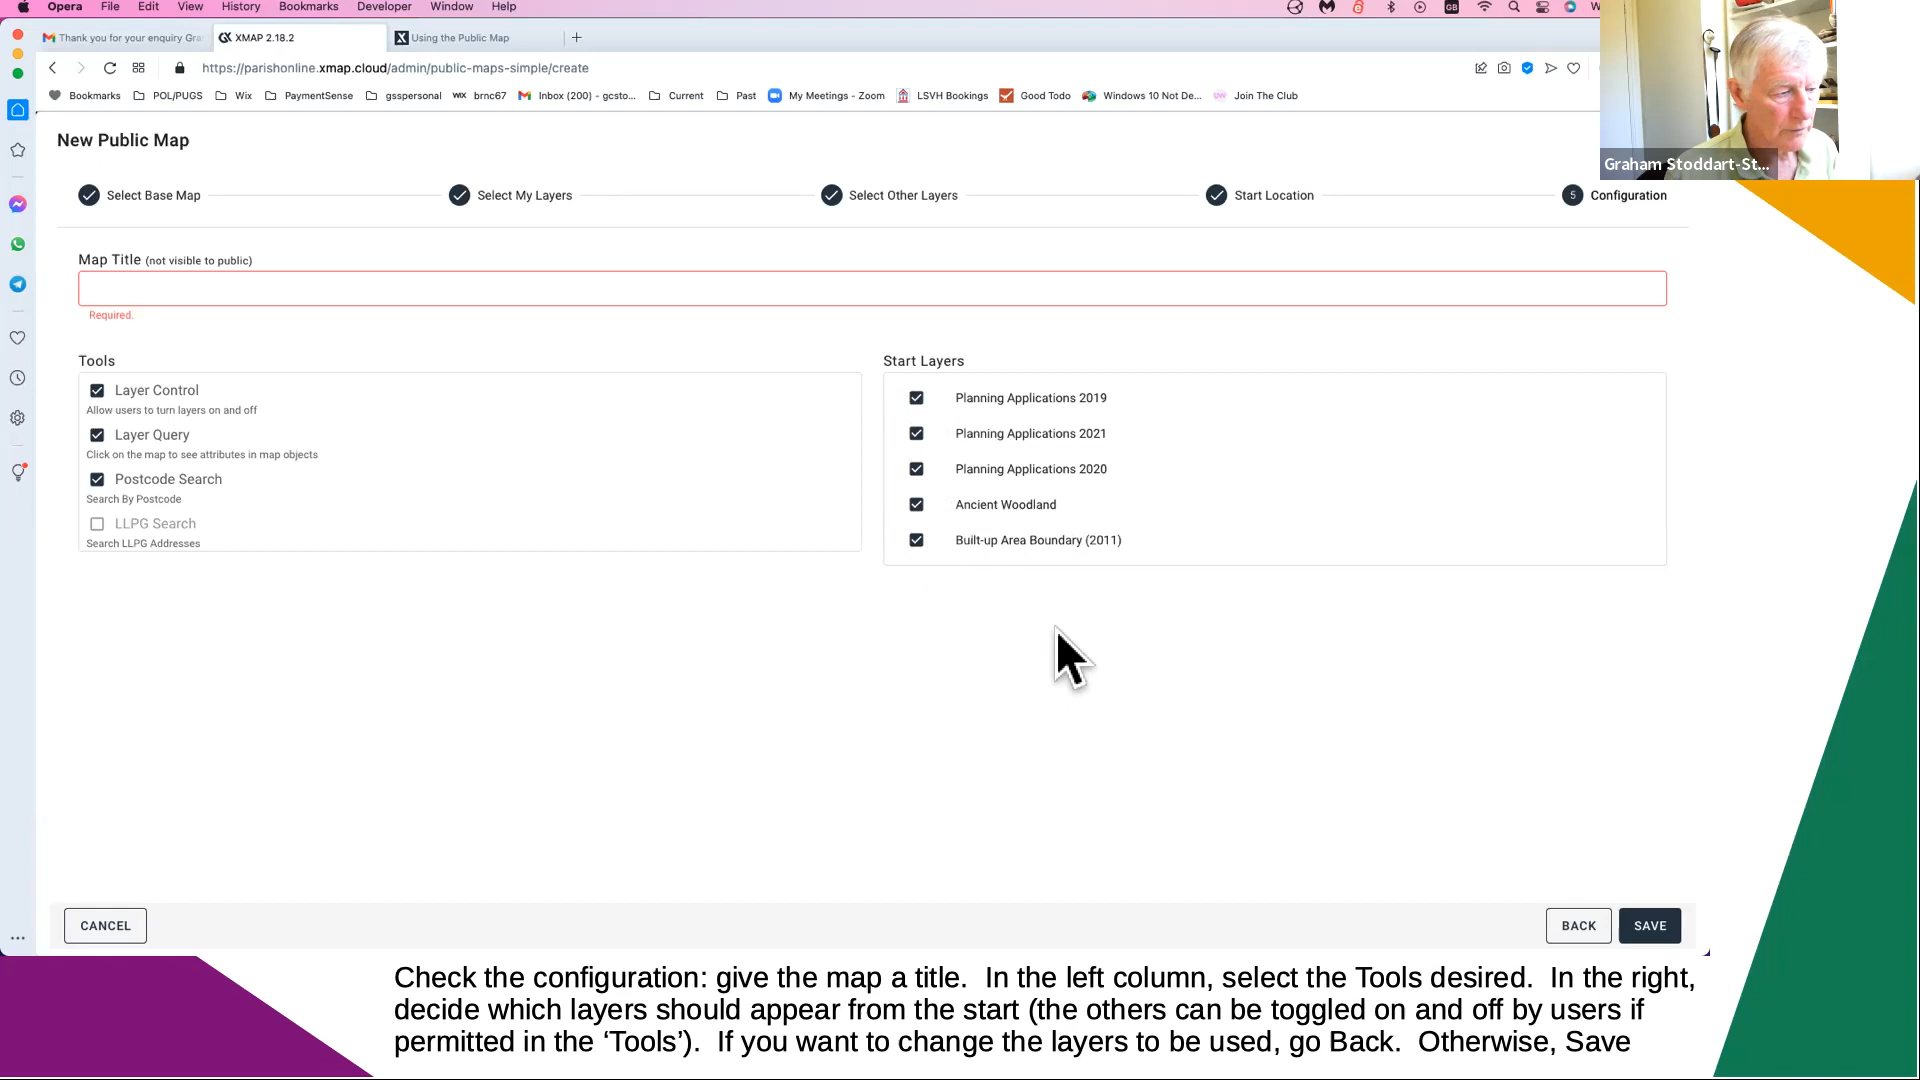 Opera File Edit View History Bookmarks Developer Window Help
Thank you for your enquiry Gra
XMAP 2.18.2
Using the Public Map
https://parishonline.xmap.cloud/admin/public-maps-simple/create
Bookmarks POL/PUGS Wix PaymentSense gsspersonal WIX brnc67 Inbox (200) - gcsto... Current Past My Meetings - Zoom LSVH Bookings Good Todo Windows 10 Not De... Join The Club
Graham Stoddart-St...
New Public Map
Select Base Map
Select My Layers
Select Other Layers
Start Location
5 Configuration
Map Title (not visible to public)
Required.
Tools
Layer Control
Allow users to turn layers on and off
Layer Query
Click on the map to see attributes in map objects
Postcode Search
Search By Postcode
LLPG Search
Search LLPG Addresses
Start Layers
Planning Applications 2019
Planning Applications 2021
Planning Applications 2020
Ancient Woodland
Built-up Area Boundary (2011)
CANCEL
BACK
SAVE
Check the configuration: give the map a title. In the left column, select the Tools desired. In the right,
decide which layers should appear from the start (the others can be toggled on and off by users if
permitted in the ‘Tools’). If you want to change the layers to be used, go Back. Otherwise, Save